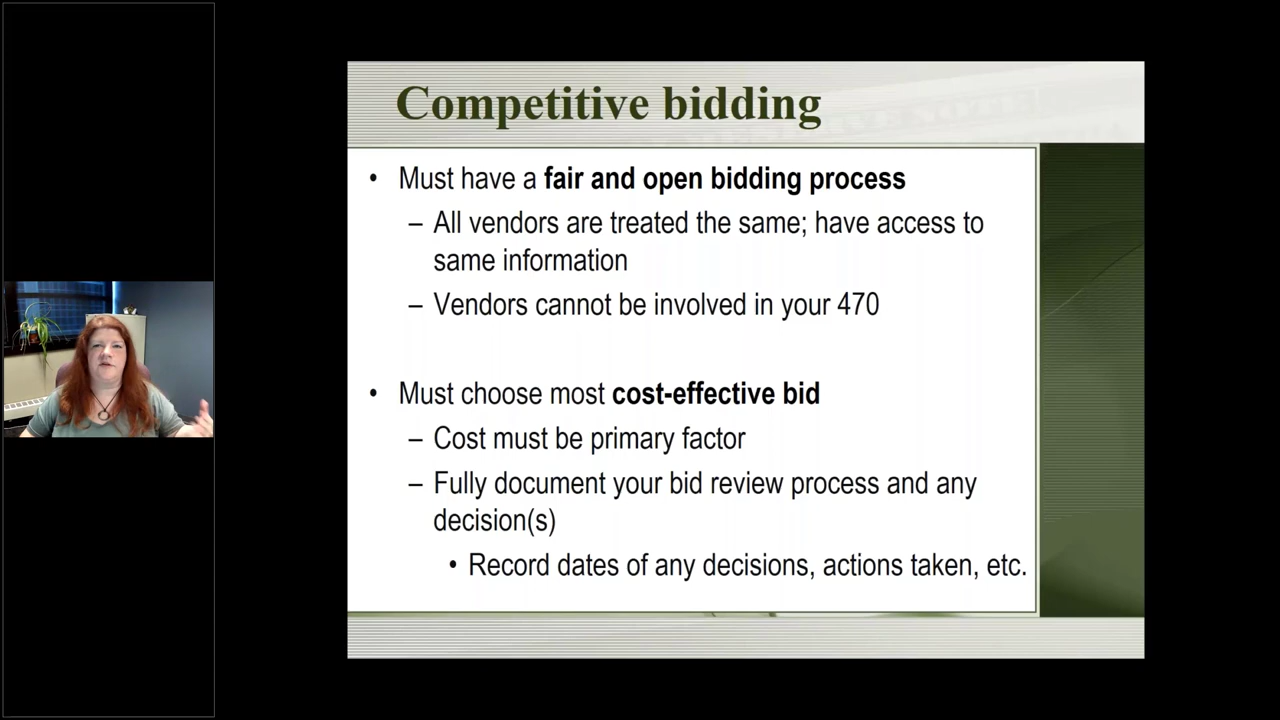 Competitive bidding
• Must have a fair and open bidding process
– All vendors are treated the same; have access to
same information
– Vendors cannot be involved in your 470
• Must choose most cost-effective bid
– Cost must be primary factor
– Fully document your bid review process and any
decision(s)
• Record dates of any decisions, actions taken, etc.